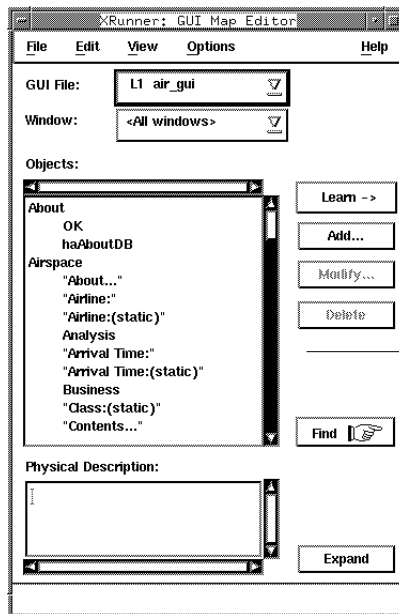 XRunner: GUI Map Editor
File Edit View Options Help
GUI File: L1 air_gui
Window: <All windows>
Objects:
About
OK
haAboutDB
Airspace
"About..."
"Airline:"
"Airline:(static)"
Analysis
"Arrival Time:"
"Arrival Time:(static)"
Business
"Class:(static)"
"Contents..."
Learn ->
Add...
Modify...
Delete
Find
Physical Description:
Expand